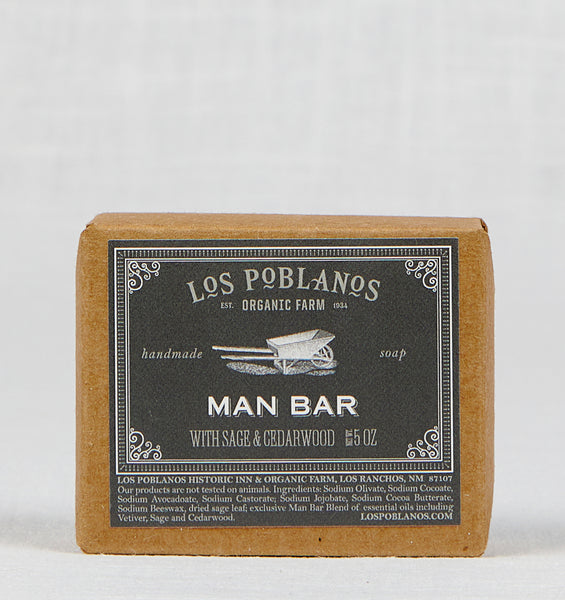 LOS POBLANOS
EST. ORGANIC FARM 1934
handmade soap
MAN BAR
WITH SAGE & CEDARWOOD NET WT 5 OZ
LOS POBLANOS HISTORIC INN & ORGANIC FARM, LOS RANCHOS, NM 87107
Our products are not tested on animals. Ingredients: Sodium Olivate, Sodium Cocoate,
Sodium Avocadoate, Sodium Castorate; Sodium Jojobate, Sodium Cocoa Butterate,
Sodium Beeswax, dried sage leaf; exclusive Man Bar Blend of essential oils including
Vetiver, Sage and Cedarwood. LOSPOBLANOS.COM